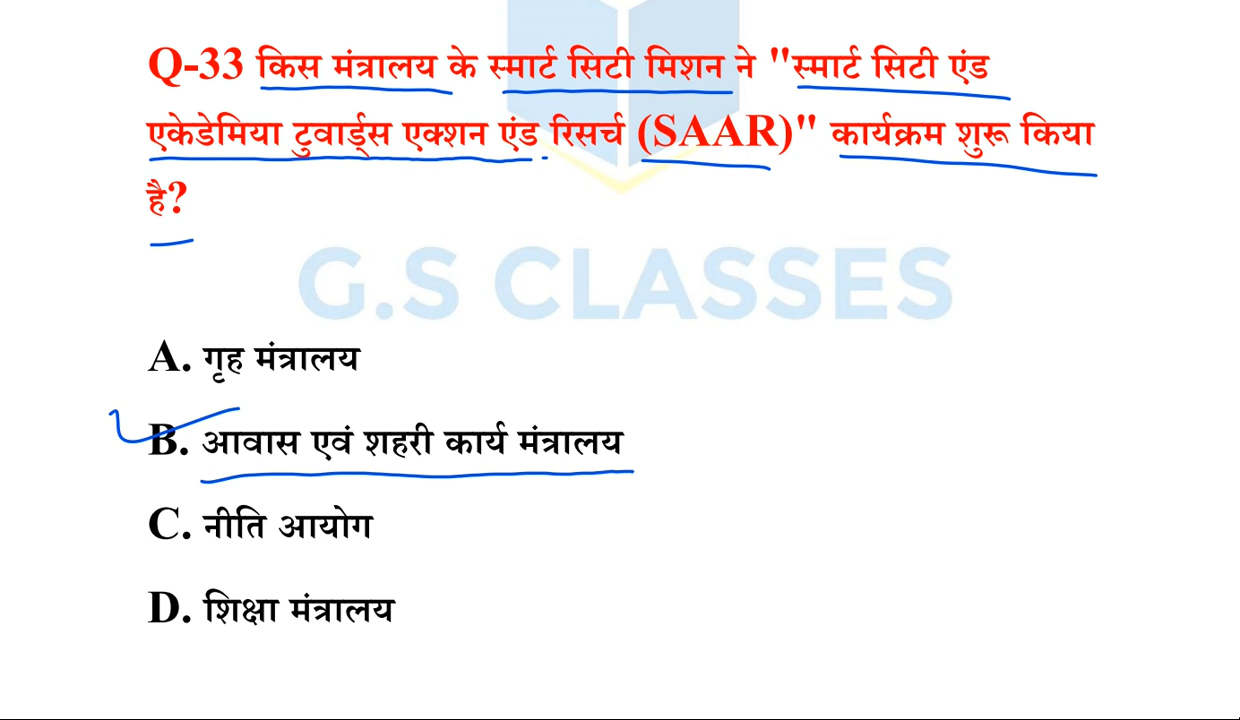 Q-33 किस मंत्रालय के स्मार्ट सिटी मिशन ने "स्मार्ट सिटी एंड
एकेडेमिया टुवार्ड्स एक्शन एंड रिसर्च (SAAR)" कार्यक्रम शुरू किया
है?
G.S CLASSES
A. गृह मंत्रालय
B. आवास एवं शहरी कार्य मंत्रालय
C. नीति आयोग
D. शिक्षा मंत्रालय